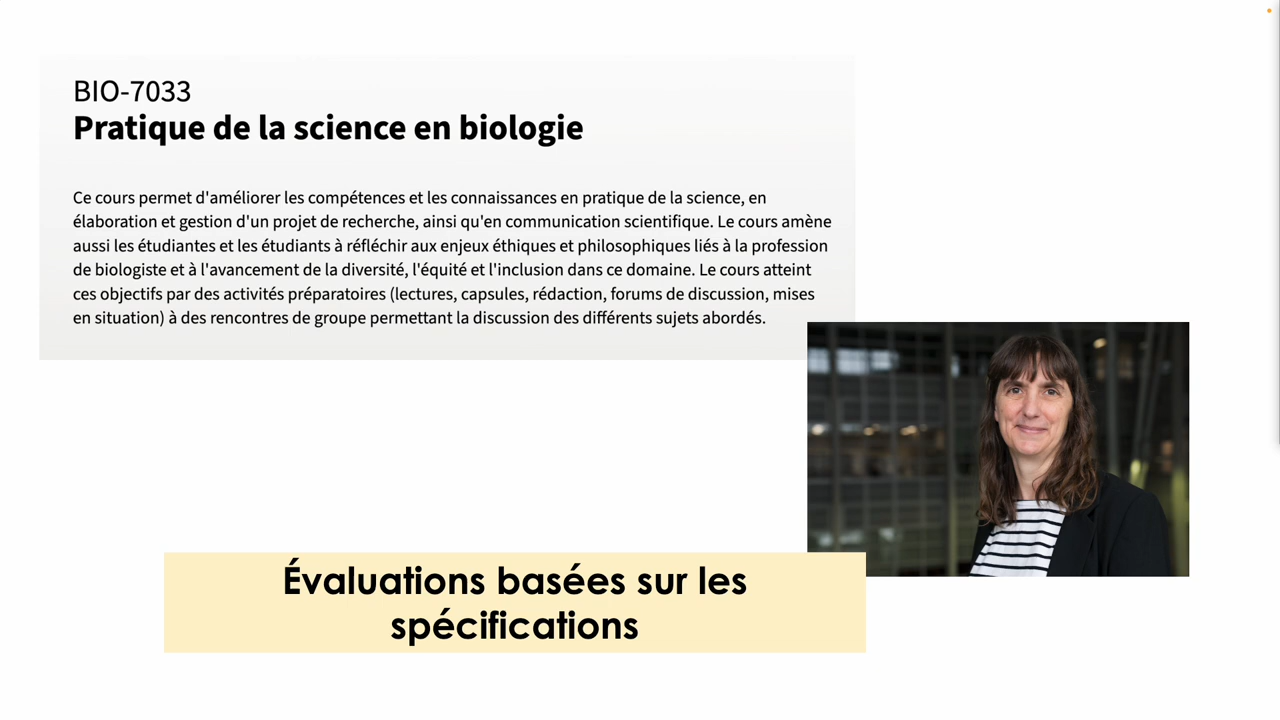 BIO-7033
Pratique de la science en biologie
Ce cours permet d'améliorer les compétences et les connaissances en pratique de la science, en
élaboration et gestion d'un projet de recherche, ainsi qu'en communication scientifique. Le cours amène
aussi les étudiantes et les étudiants à réfléchir aux enjeux éthiques et philosophiques liés à la profession
de biologiste et à l'avancement de la diversité, l'équité et l'inclusion dans ce domaine. Le cours atteint
ces objectifs par des activités préparatoires (lectures, capsules, rédaction, forums de discussion, mises
en situation) à des rencontres de groupe permettant la discussion des différents sujets abordés.
Évaluations basées sur les
spécifications